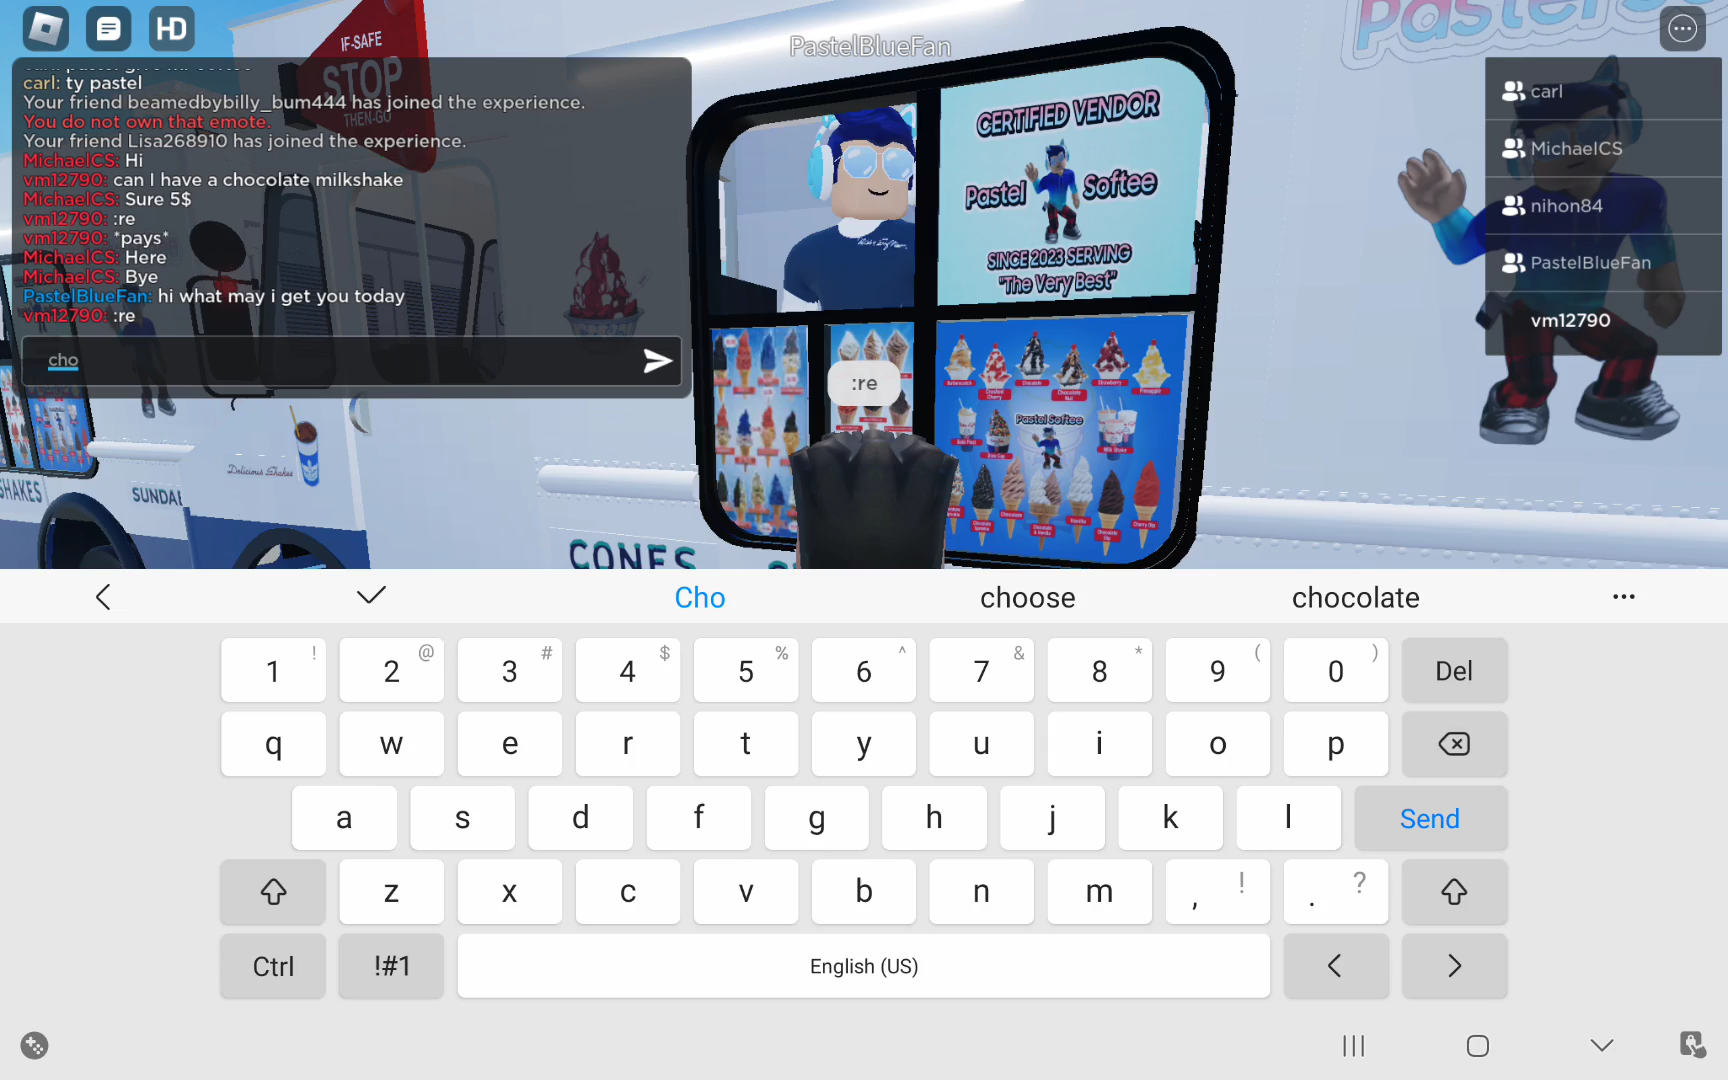 HD
IF-SAFE
STOP
THEN-GO
PastelBlueFan
carl: ty pastel
Your friend beamedbybilly_bum444 has joined the experience.
You do not own that emote.
Your friend Lisa268910 has joined the experience.
MichaelCS: Hi
vm12790: can I have a chocolate milkshake
MichaelCS: Sure 5$
vm12790: :re
vm12790: *pays*
MichaelCS: Here
MichaelCS: Bye
PastelBlueFan: hi what may i get you today
vm12790: :re
cho
carl
MichaelCS
nihon84
PastelBlueFan
vm12790
CERTIFIED VENDOR
Pastel Softee
SINCE 2023 SERVING
"The Very Best"
:re
Pastel Softee
Delicious Shakes
SHAKES
SUNDAE
CONES
Cho choose chocolate ...
1 ! 2 @ 3 # 4 $ 5 % 6 ^ 7 & 8 * 9 ( 0 ) Del
q w e r t y u i o p
a s d f g h j k l Send
z x c v b n m , ! . ?
Ctrl !#1 English (US) < >